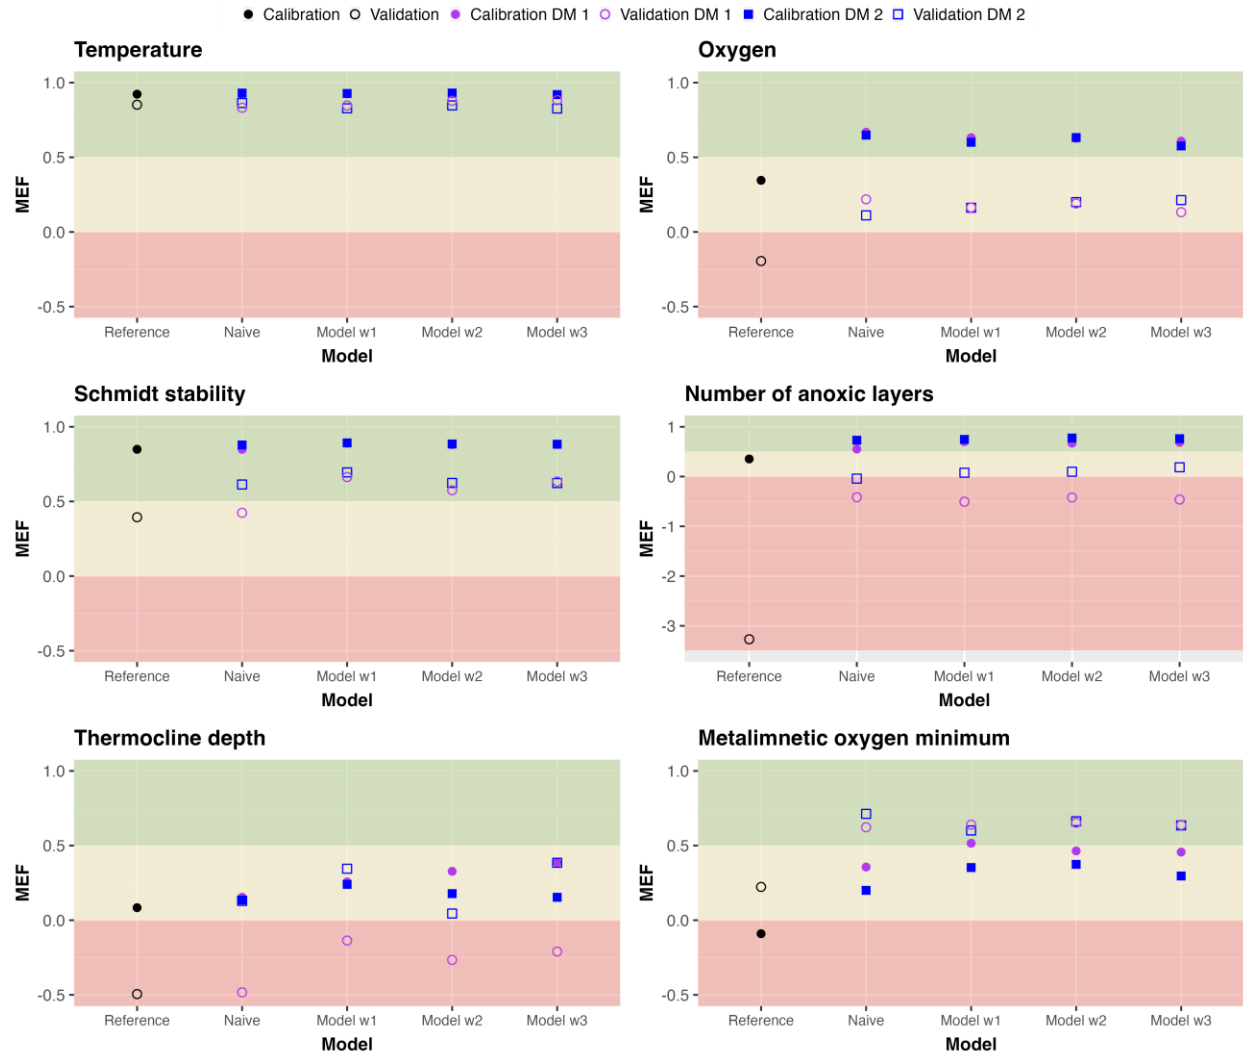 Calibration Validation Calibration DM 1 Validation DM 1 Calibration DM 2 Validation DM 2
Temperature
MEF
1.0
0.5
0.0
-0.5
Reference Naive Model w1 Model w2 Model w3
Model
Oxygen
MEF
1.0
0.5
0.0
-0.5
Reference Naive Model w1 Model w2 Model w3
Model
Schmidt stability
MEF
1.0
0.5
0.0
-0.5
Reference Naive Model w1 Model w2 Model w3
Model
Number of anoxic layers
MEF
1
0
-1
-2
-3
Reference Naive Model w1 Model w2 Model w3
Model
Thermocline depth
MEF
1.0
0.5
0.0
-0.5
Reference Naive Model w1 Model w2 Model w3
Model
Metalimnetic oxygen minimum
MEF
1.0
0.5
0.0
-0.5
Reference Naive Model w1 Model w2 Model w3
Model